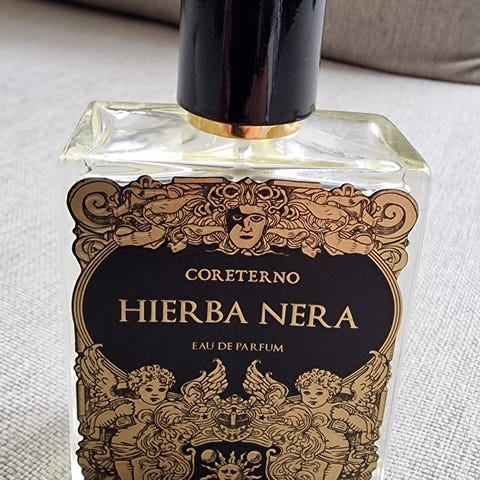 CORETERNO
HIERBA NERA
EAU DE PARFUM